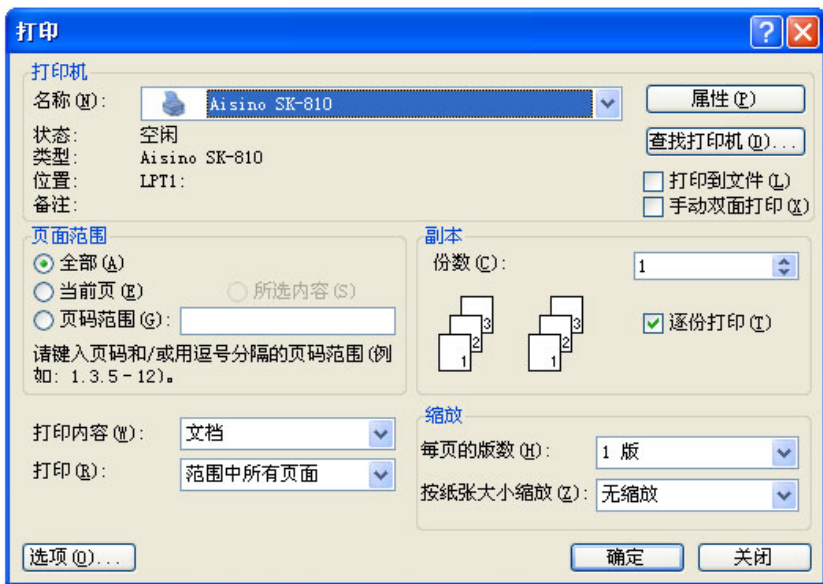 打印
打印机
名称(N):
Aisino SK-810
属性(P)
状态: 空闲
查找打印机(D)...
类型: Aisino SK-810
位置: LPT1:
打印到文件(L)
备注:
手动双面打印(X)
页面范围
全部(A)
当前页(E)
所选内容(S)
页码范围(G):
请键入页码和/或用逗号分隔的页码范围(例
如: 1.3.5-12)。
副本
份数(C):
1
1 2 3
1 2 3
逐份打印(T)
打印内容(W):
文档
打印(R):
范围中所有页面
缩放
每页的版数(H):
1 版
按纸张大小缩放(Z):
无缩放
选项(O)...
确定
关闭